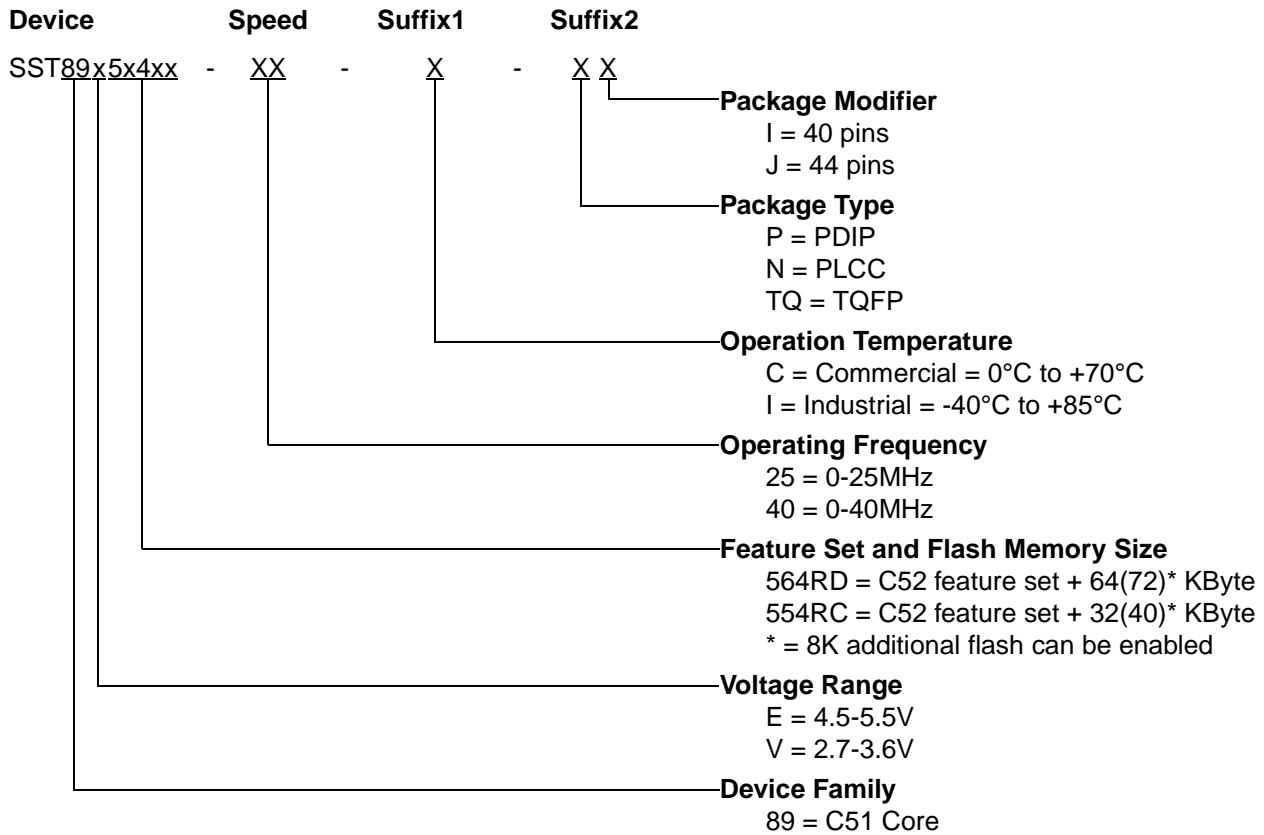 Device Speed Suffix1 Suffix2
SST89x5x4xx - XX - X - X X
Package Modifier
I = 40 pins
J = 44 pins
Package Type
P = PDIP
N = PLCC
TQ = TQFP
Operation Temperature
C = Commercial = 0°C to +70°C
I = Industrial = -40°C to +85°C
Operating Frequency
25 = 0-25MHz
40 = 0-40MHz
Feature Set and Flash Memory Size
564RD = C52 feature set + 64(72)* KByte
554RC = C52 feature set + 32(40)* KByte
* = 8K additional flash can be enabled
Voltage Range
E = 4.5-5.5V
V = 2.7-3.6V
Device Family
89 = C51 Core